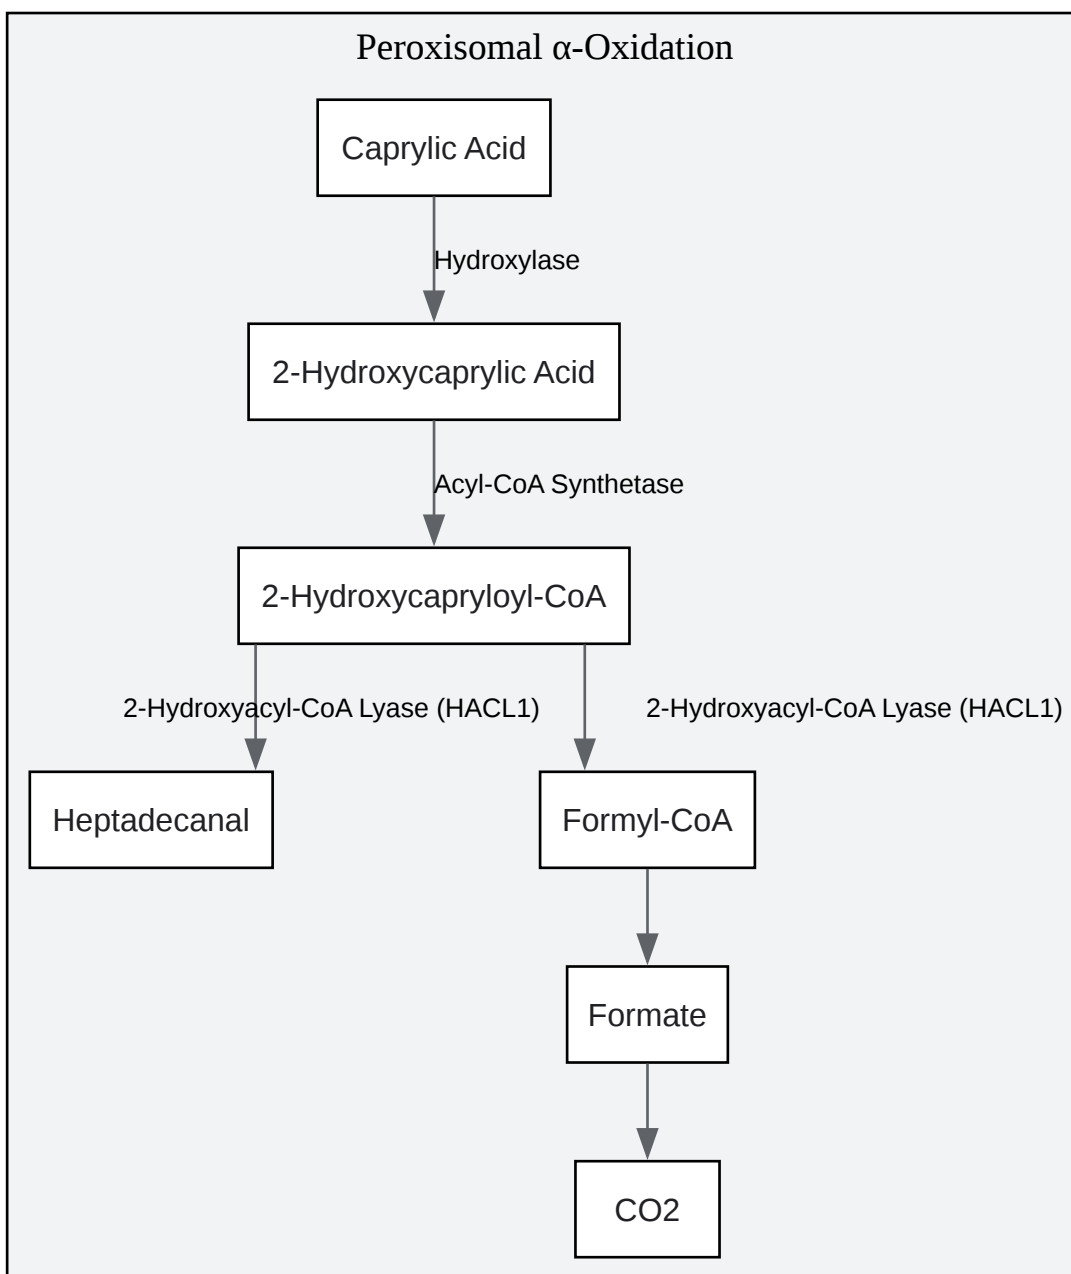 Peroxisomal α-Oxidation
Caprylic Acid
Hydroxylase
2-Hydroxycaprylic Acid
Acyl-CoA Synthetase
2-Hydroxycapryloyl-CoA
2-Hydroxyacyl-CoA Lyase (HACL1)
2-Hydroxyacyl-CoA Lyase (HACL1)
Heptadecanal
Formyl-CoA
Formate
CO2